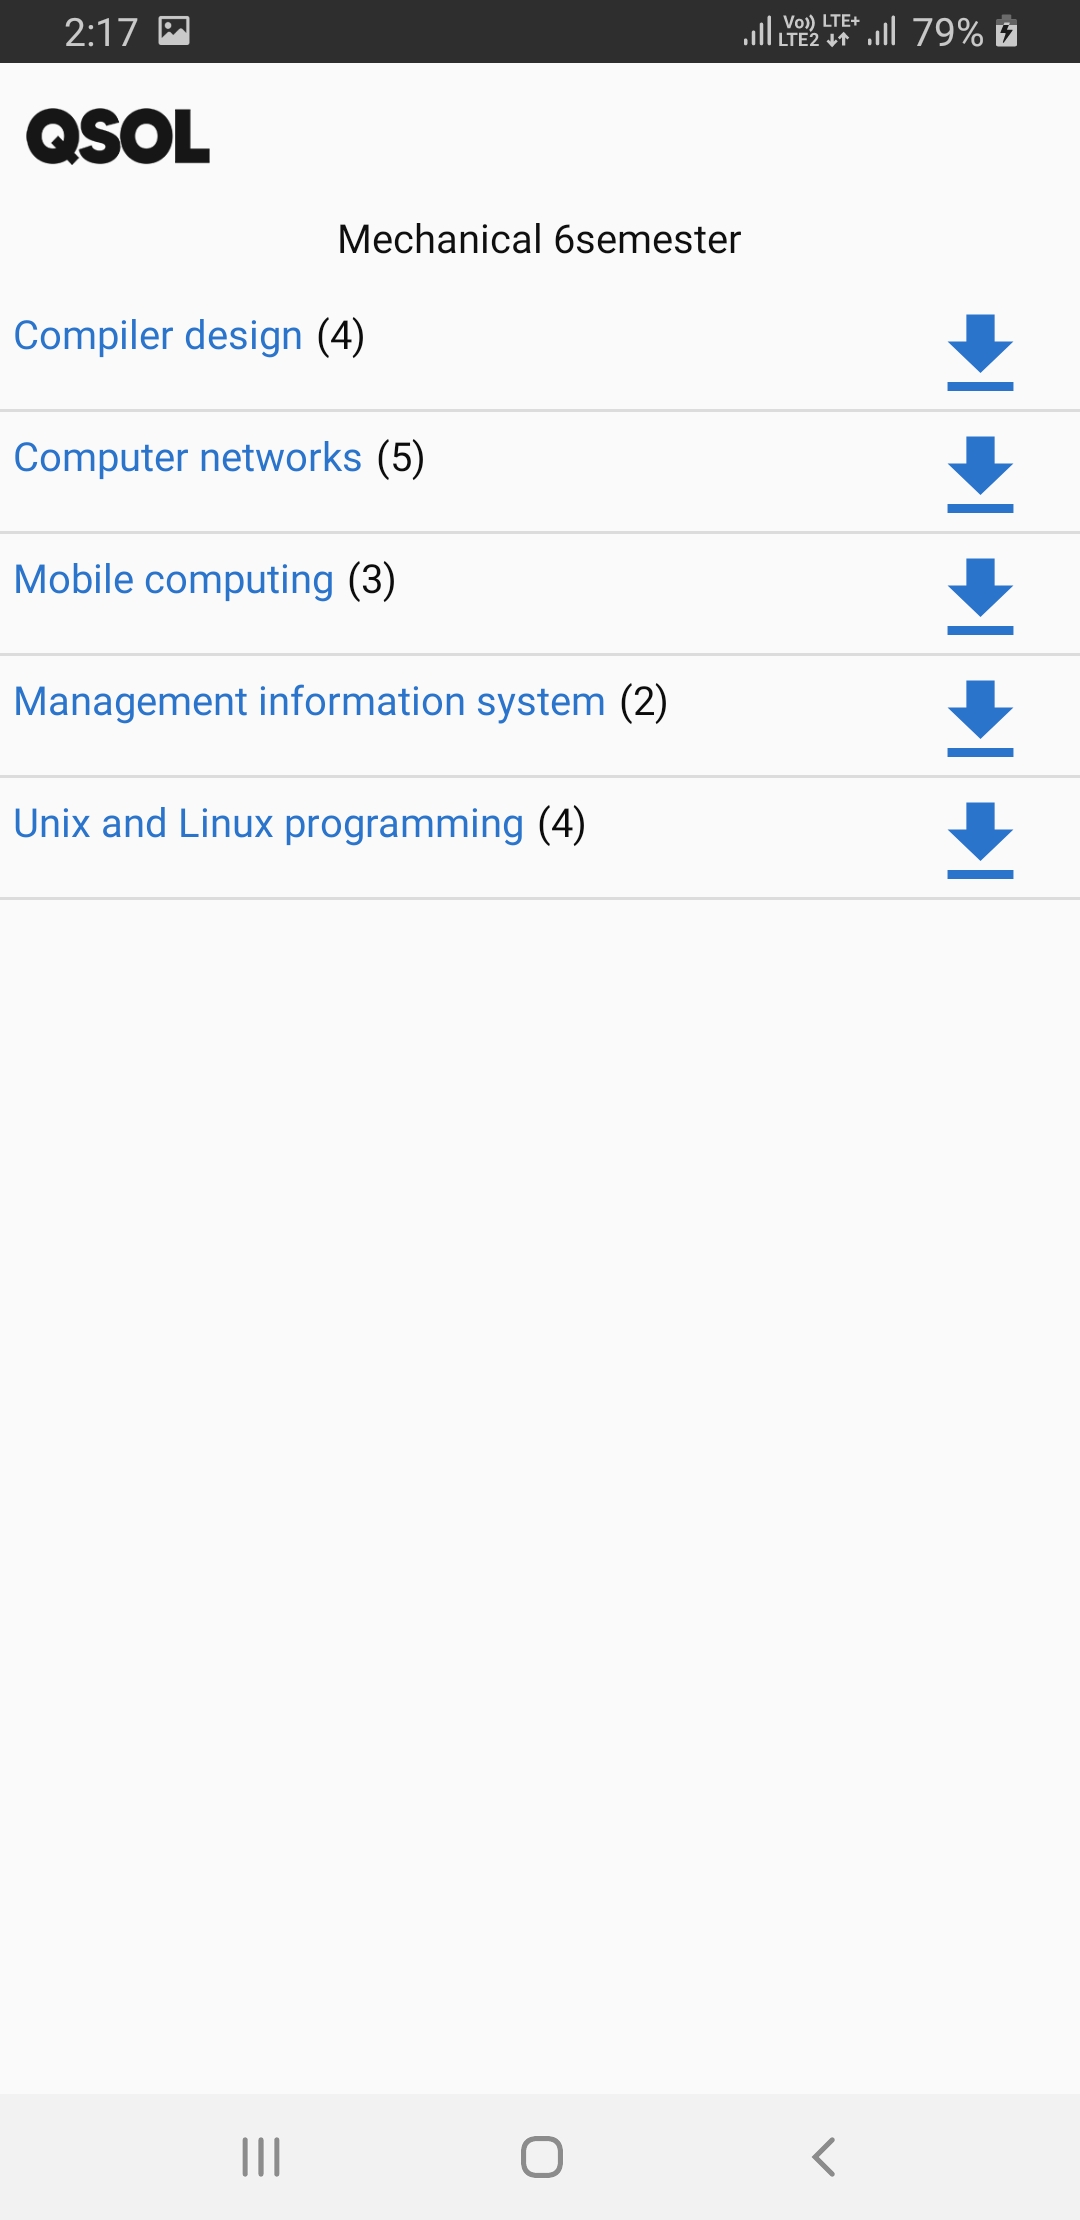 2:17 Vo)) LTE+ LTE2 79%
QSOL
Mechanical 6semester
Compiler design (4)
Computer networks (5)
Mobile computing (3)
Management information system (2)
Unix and Linux programming (4)